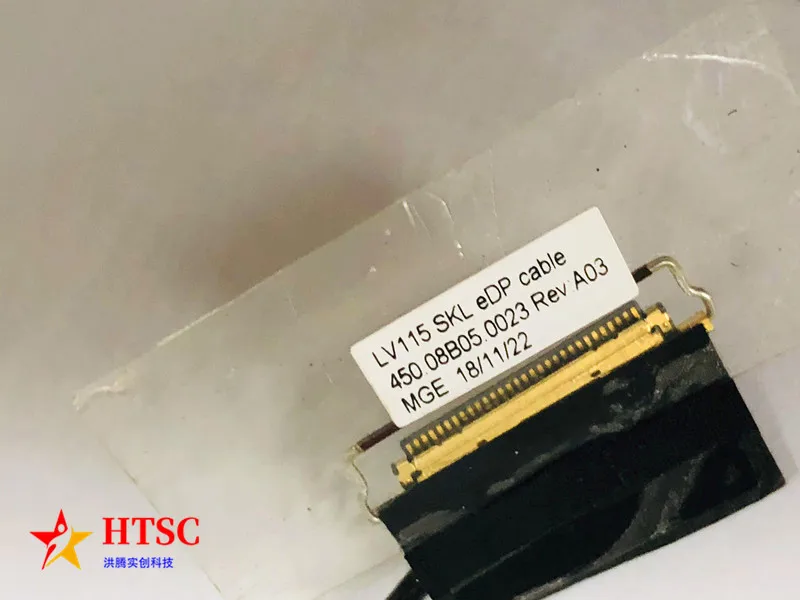 LV115 SKL eDP cable
450.08B05.0023 Rev A03
MGE 18/11/22
HTSC
洪腾实创科技